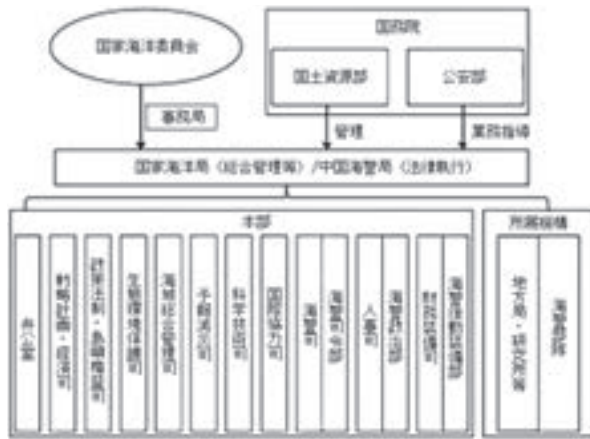 国家海洋委員会
国務院
国土資源部
公安部
事務局
管理
業務指導
国家海洋局（総合管理等）/中国海警局（法律執行）
本部
所属機構
弁公室
戦略計画・経済司
政策法制・島嶼権益司
生態環境保護司
海域総合管理司
予報減災司
科学技術司
国際協力司
海警司
海警司令部
人事司
海警政治部
財務装備司
海警後勤装備部
地方局・研究所等
海警部隊